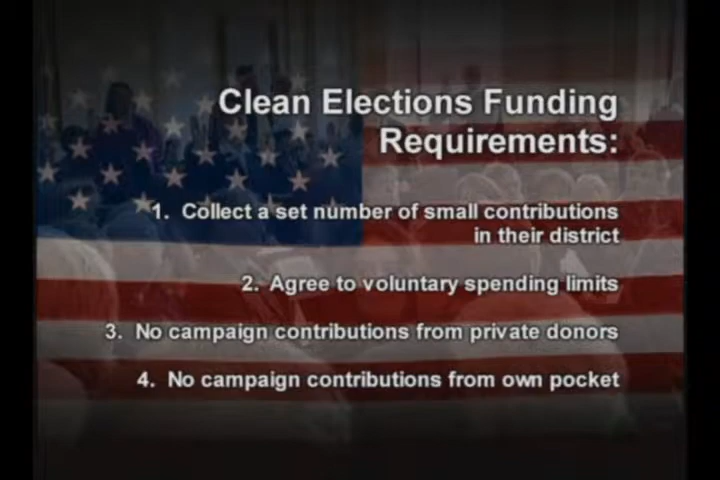 Clean Elections Funding
Requirements:
1. Collect a set number of small contributions
in their district
2. Agree to voluntary spending limits
3. No campaign contributions from private donors
4. No campaign contributions from own pocket